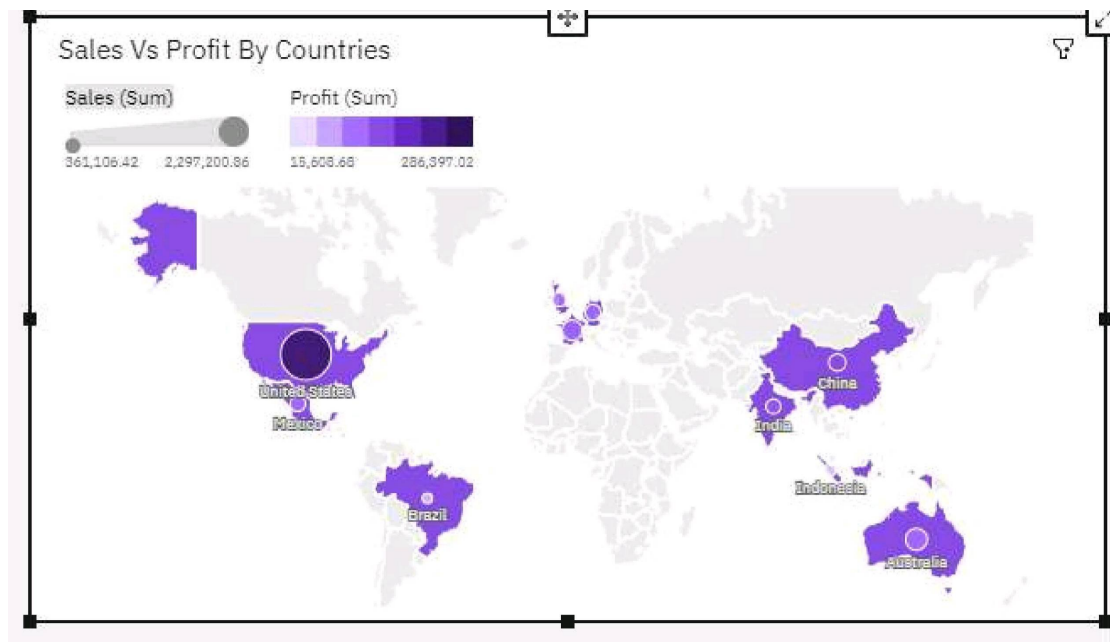 Sales Vs Profit By Countries
Sales (Sum)
Profit (Sum)
361,106.42
2,297,200.86
15,608.68
286,397.02
United States
Mexico
Brazil
China
India
Indonesia
Australia